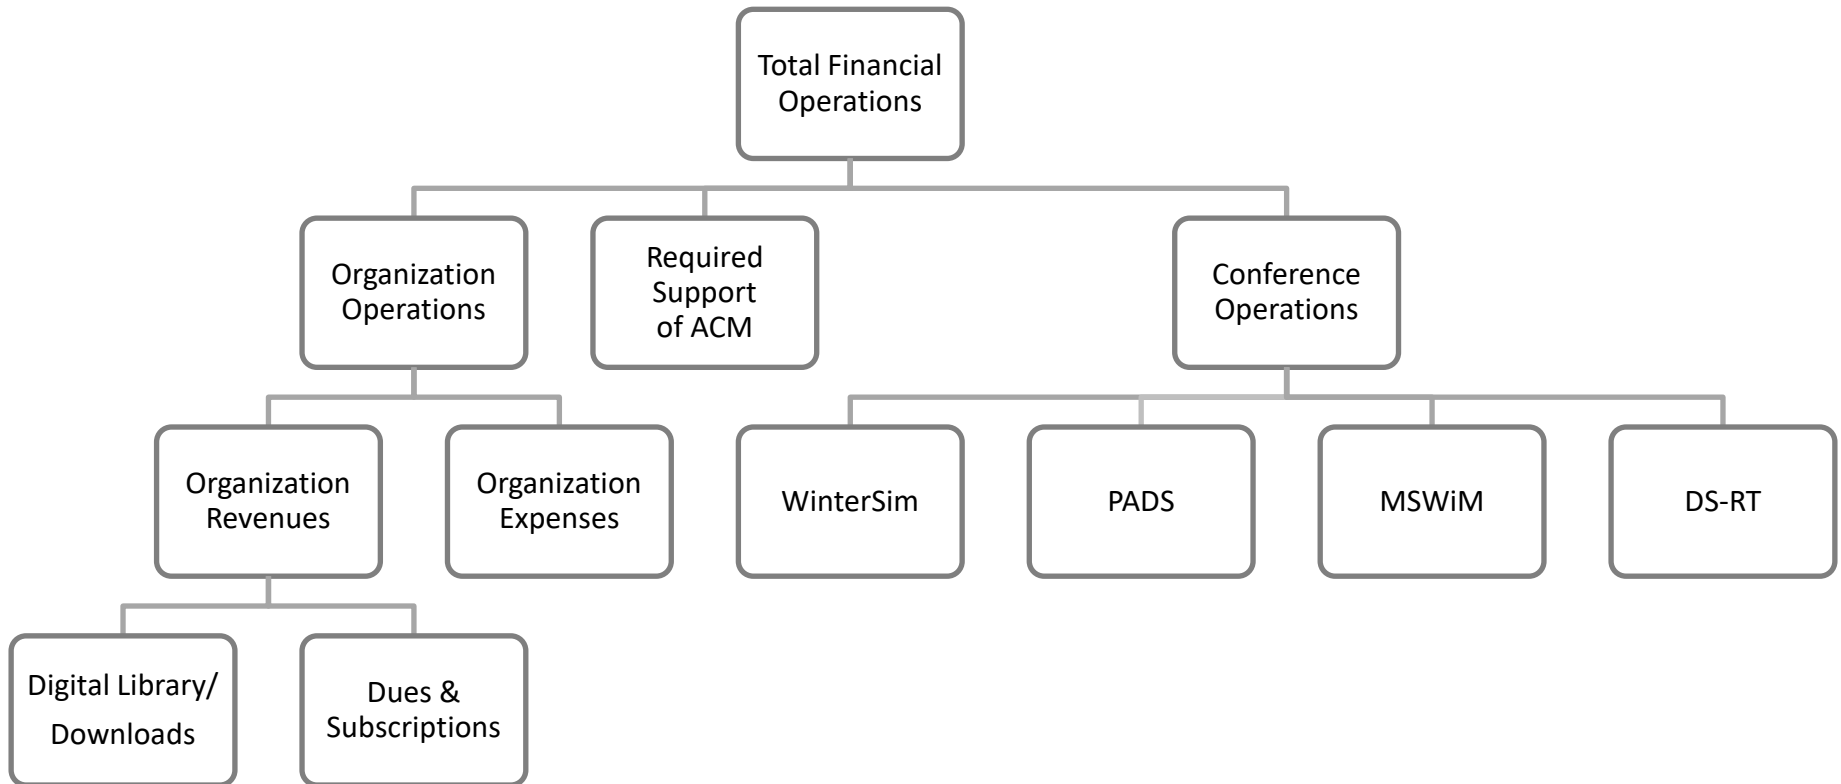 Total Financial
Operations
Organization
Operations
Required
Support
of ACM
Conference
Operations
Organization
Revenues
Organization
Expenses
WinterSim
PADS
MSWiM
DS-RT
Digital Library/
Downloads
Dues &
Subscriptions